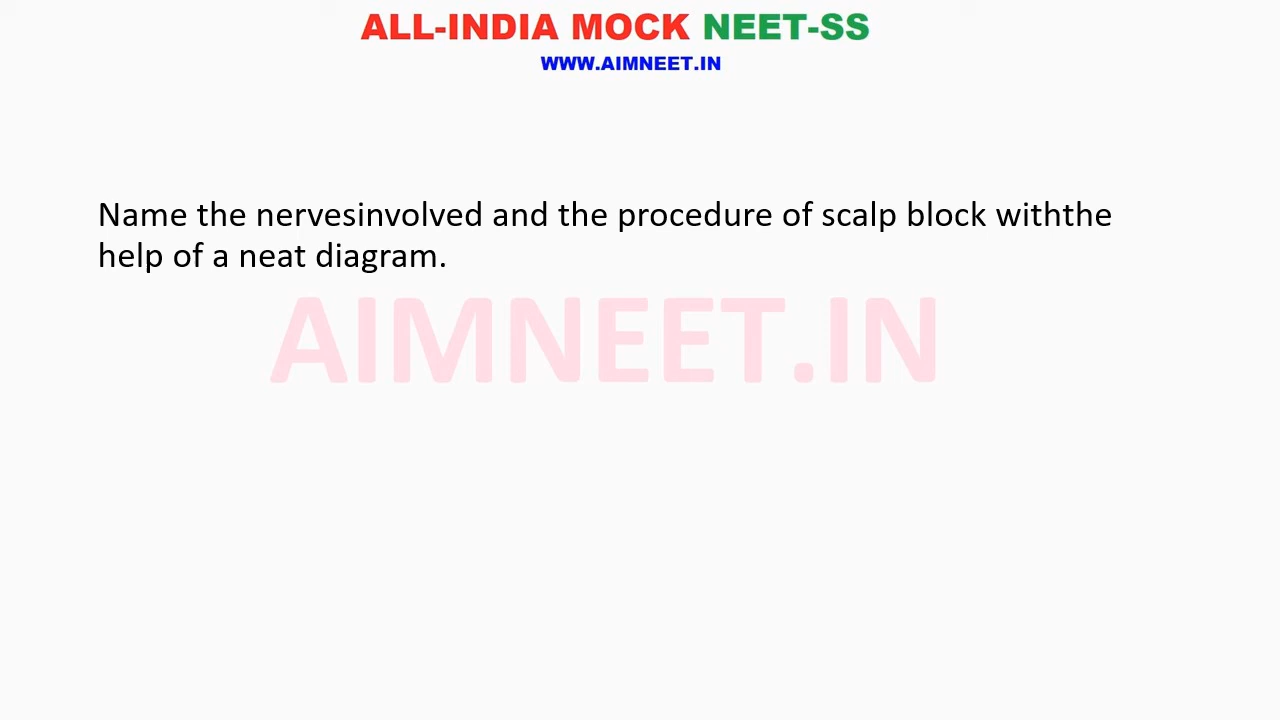 ALL-INDIA MOCK NEET-SS
WWW.AIMNEET.IN
Name the nervesinvolved and the procedure of scalp block withthe
help of a neat diagram.
AIMNEET.IN